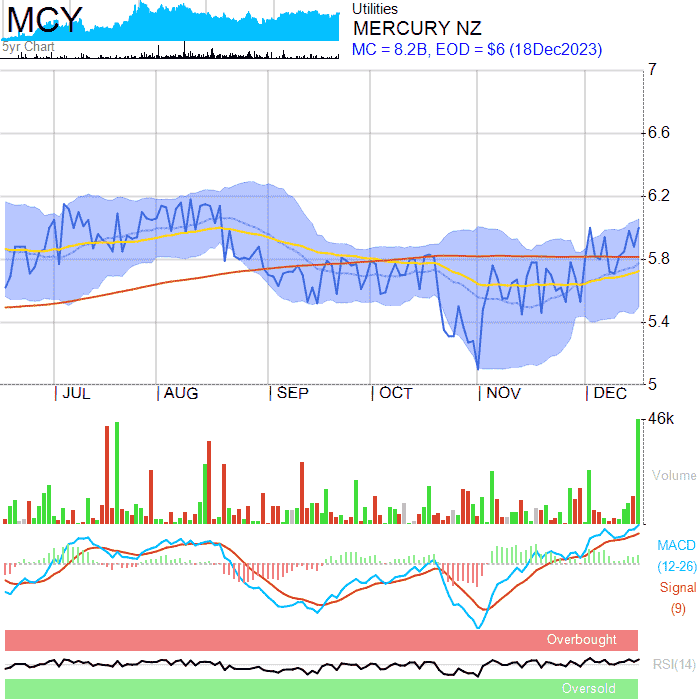 MCY
5yr Chart
Utilities
MERCURY NZ
MC = 8.2B, EOD = $6 (18Dec2023)
7
6.6
6.2
5.8
5.4
5
JUL AUG SEP OCT NOV DEC
46k
Volume
MACD
(12-26)
Signal
(9)
Overbought
RSI(14)
Oversold